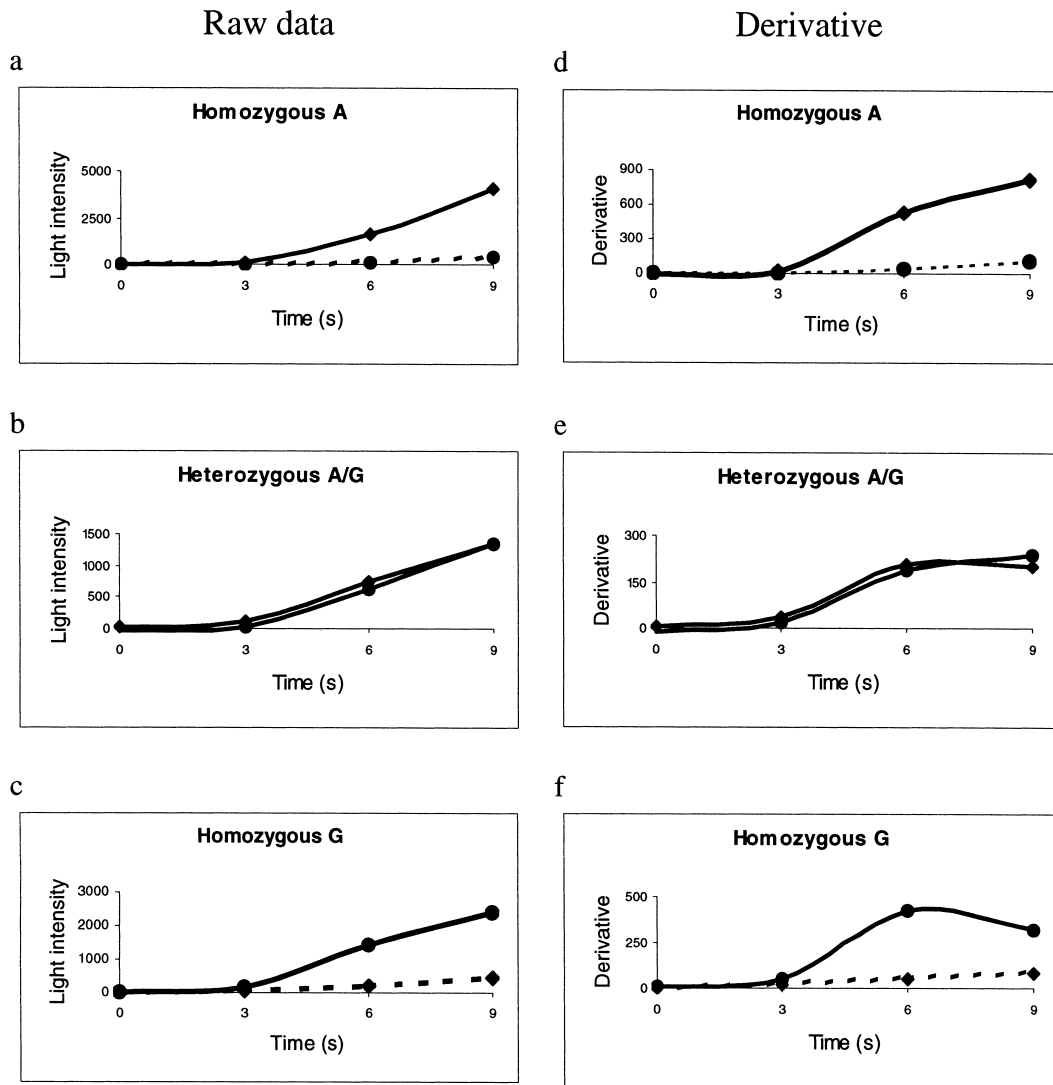 Raw data
Derivative
a
Homozygous A
Light intensity
5000
2500
0
0 3 6 9
Time (s)
d
Homozygous A
Derivative
900
600
300
0
0 3 6 9
Time (s)
b
Heterozygous A/G
Light intensity
1500
1000
500
0
0 3 6 9
Time (s)
e
Heterozygous A/G
Derivative
300
150
0
0 3 6 9
Time (s)
c
Homozygous G
Light intensity
3000
2000
1000
0
0 3 6 9
Time (s)
f
Homozygous G
Derivative
500
250
0
0 3 6 9
Time (s)